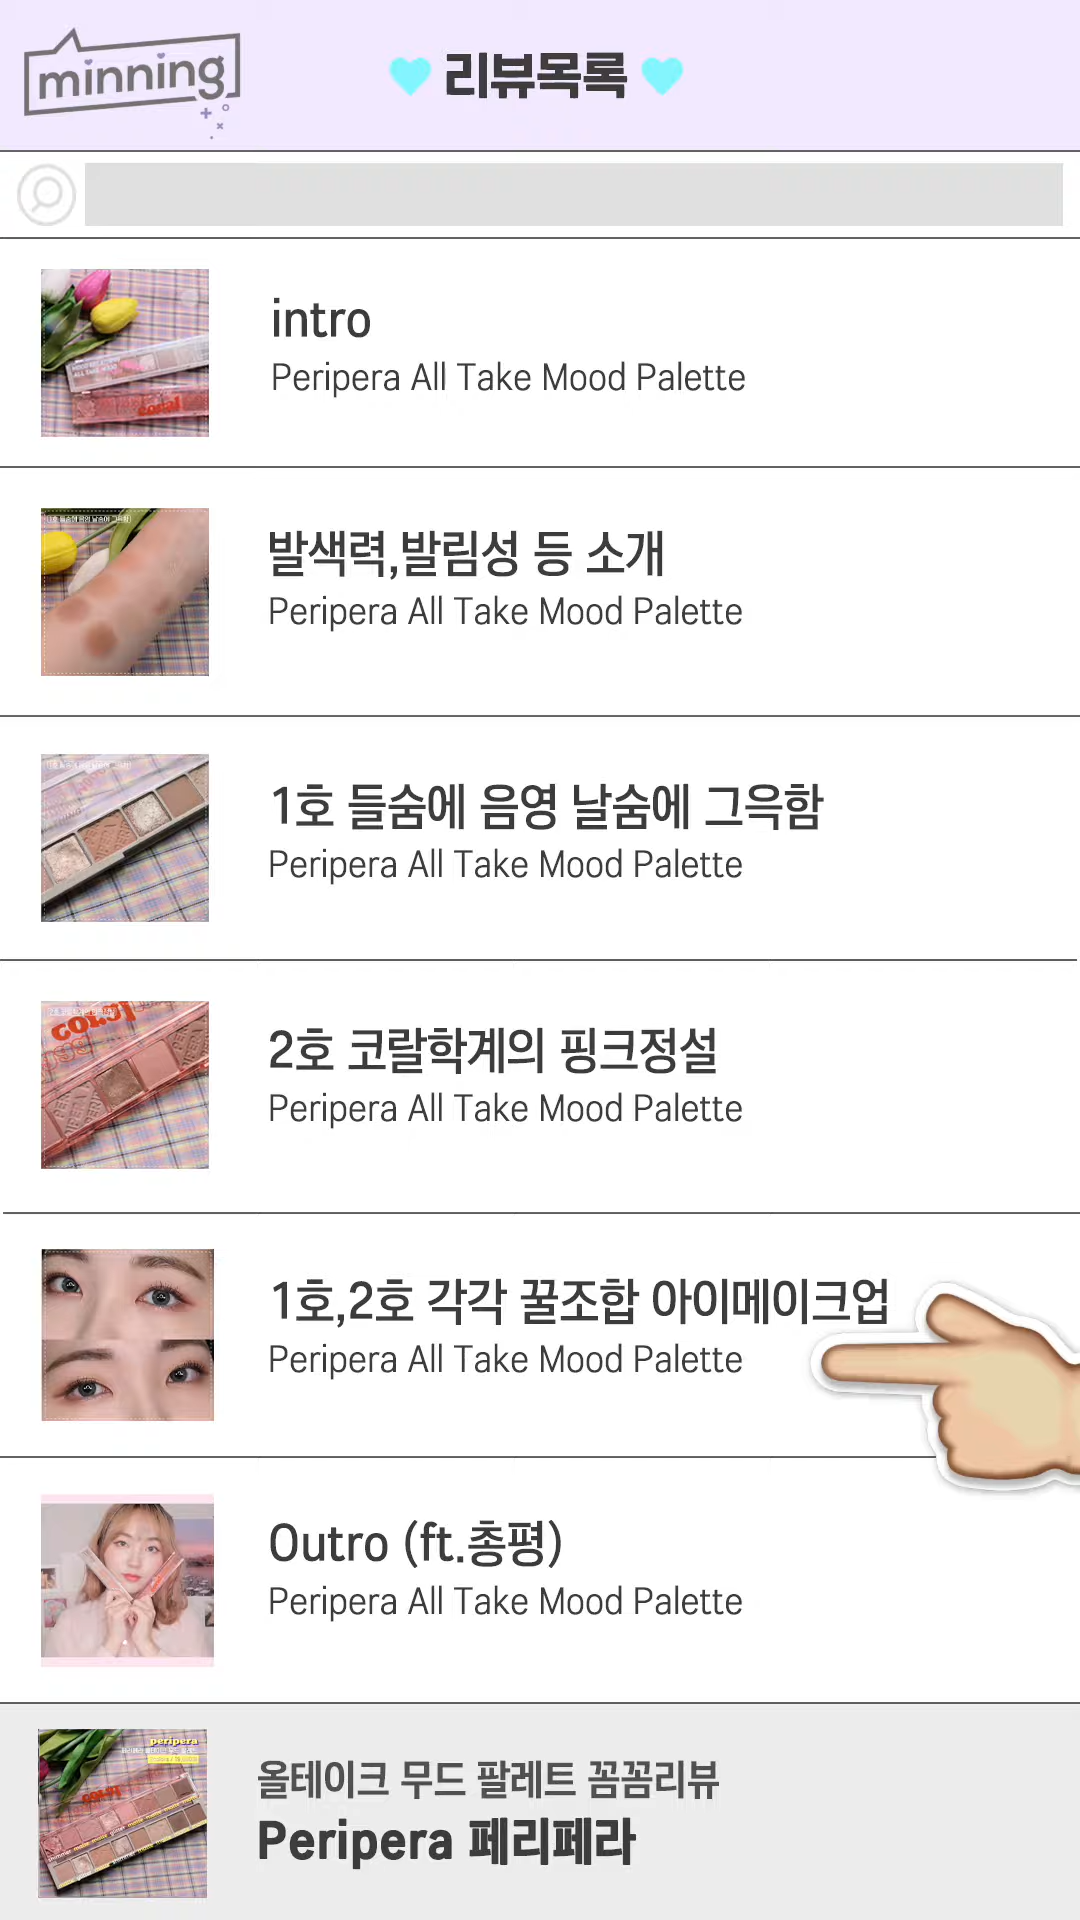 minning
리뷰목록
intro
Peripera All Take Mood Palette
발색력,발림성 등 소개
Peripera All Take Mood Palette
1호 들숨에 음영 날숨에 그윽함
Peripera All Take Mood Palette
2호 코랄학계의 핑크정설
Peripera All Take Mood Palette
1호,2호 각각 꿀조합 아이메이크업
Peripera All Take Mood Palette
Outro (ft.총평)
Peripera All Take Mood Palette
peripera
올테이크 무드 팔레트 꼼꼼리뷰
Peripera 페리페라